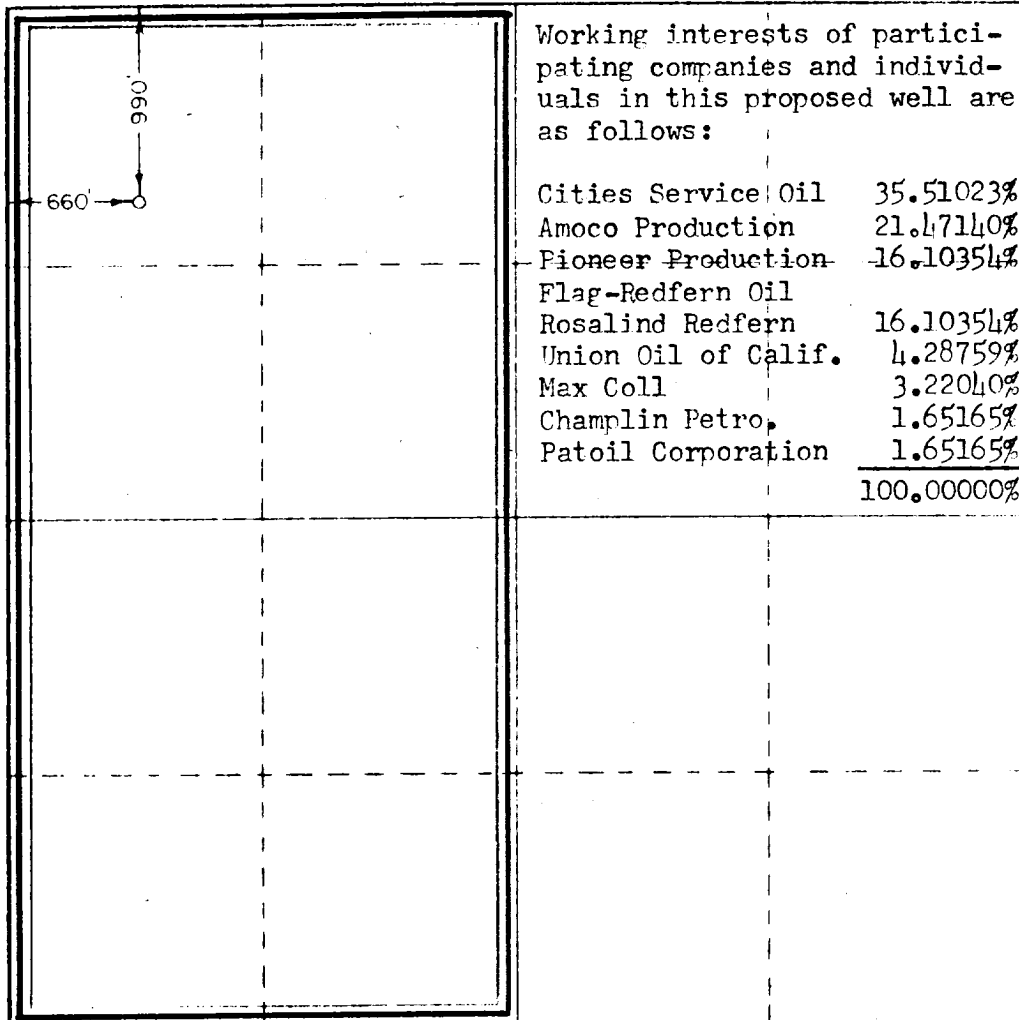 990'
660'
Working interests of partici-
pating companies and individ-
uals in this proposed well are
as follows:
Cities Service Oil 35.51023%
Amoco Production 21.47140%
Pioneer Production 16.10354%
Flag-Redfern Oil
Rosalind Redfern 16.10354%
Union Oil of Calif. 4.28759%
Max Coll 3.22040%
Champlin Petro. 1.65165%
Patoil Corporation 1.65165%
100.00000%